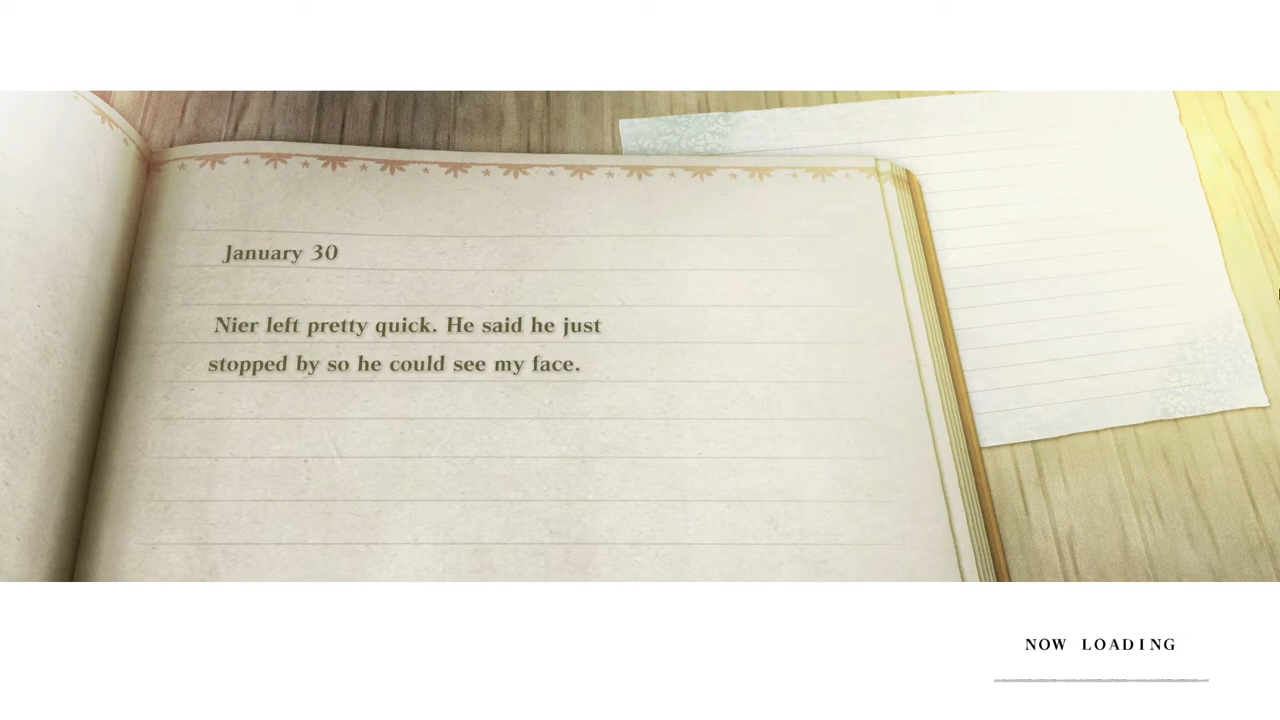 January 30
Nier left pretty quick. He said he just
stopped by so he could see my face.
NOW LOADING